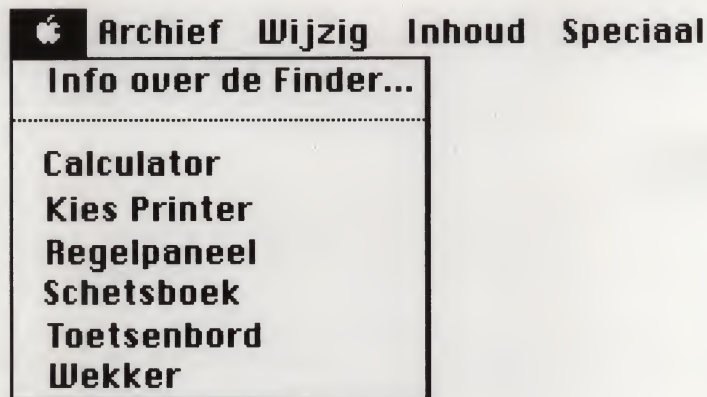 Archief Wijzig Inhoud Speciaal
Info over de Finder...
Calculator
Kies Printer
Regelpaneel
Schetsboek
Toetsenbord
Wekker